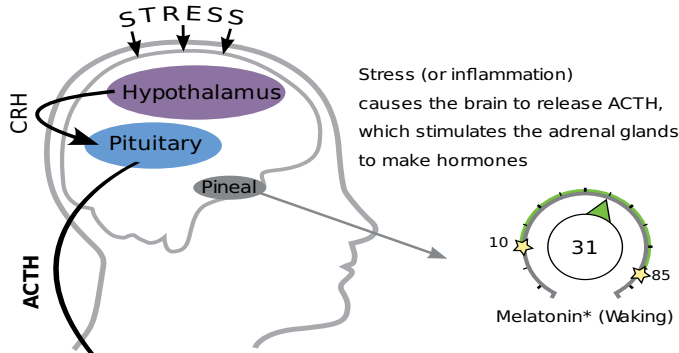 STRESS
Hypothalamus
CRH
Pituitary
Pineal
ACTH
Stress (or inflammation)
causes the brain to release ACTH,
which stimulates the adrenal glands
to make hormones
10
31
85
Melatonin* (Waking)